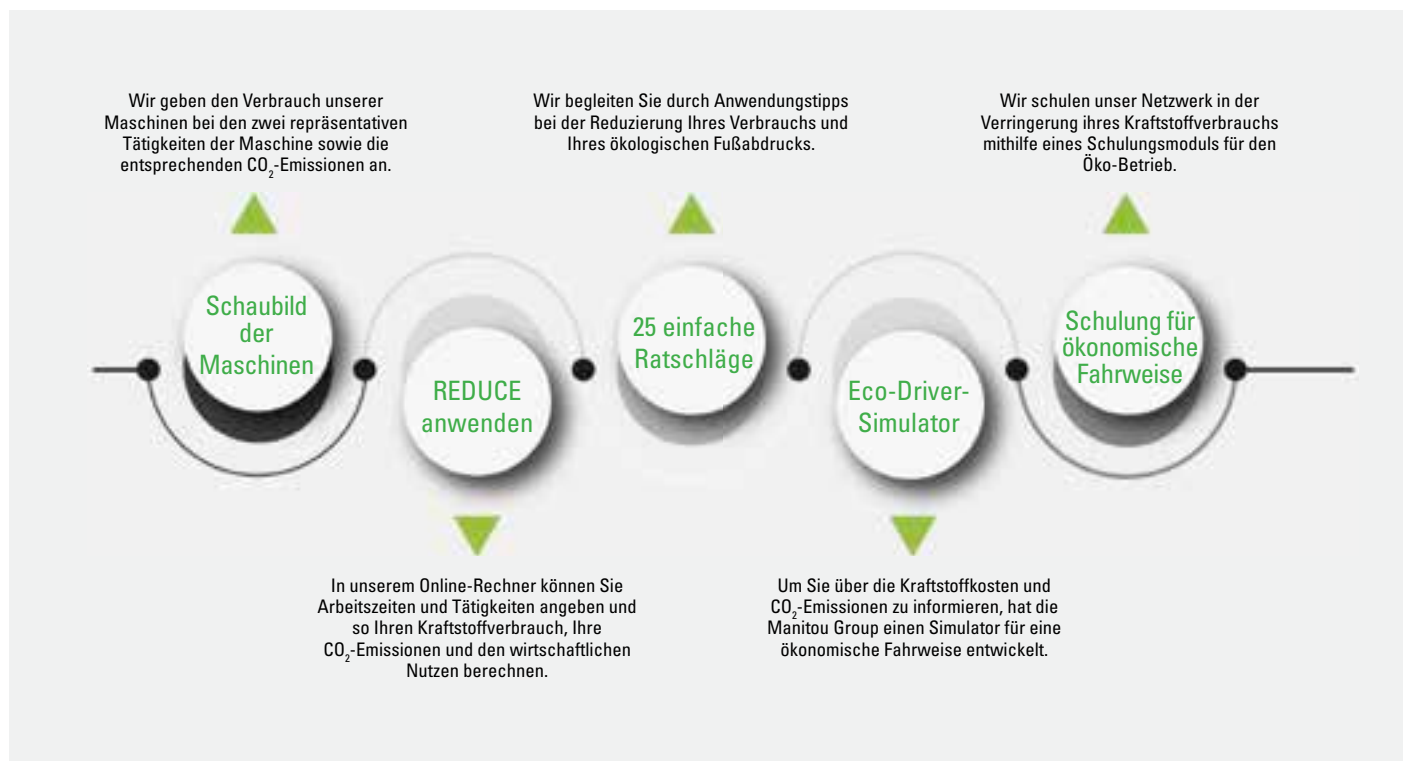 Wir geben den Verbrauch unserer
Maschinen bei den zwei repräsentativen
Tätigkeiten der Maschine sowie die
entsprechenden CO₂-Emissionen an.
Schaubild
der
Maschinen
REDUCE
anwenden
In unserem Online-Rechner können Sie
Arbeitszeiten und Tätigkeiten angeben und
so Ihren Kraftstoffverbrauch, Ihre
CO₂-Emissionen und den wirtschaftlichen
Nutzen berechnen.
Wir begleiten Sie durch Anwendungstipps
bei der Reduzierung Ihres Verbrauchs und
Ihres ökologischen Fußabdrucks.
25 einfache
Ratschläge
Eco-Driver-
Simulator
Um Sie über die Kraftstoffkosten und
CO₂-Emissionen zu informieren, hat die
Manitou Group einen Simulator für eine
ökonomische Fahrweise entwickelt.
Wir schulen unser Netzwerk in der
Verringerung ihres Kraftstoffverbrauchs
mithilfe eines Schulungsmoduls für den
Öko-Betrieb.
Schulung für
ökonomische
Fahrweise